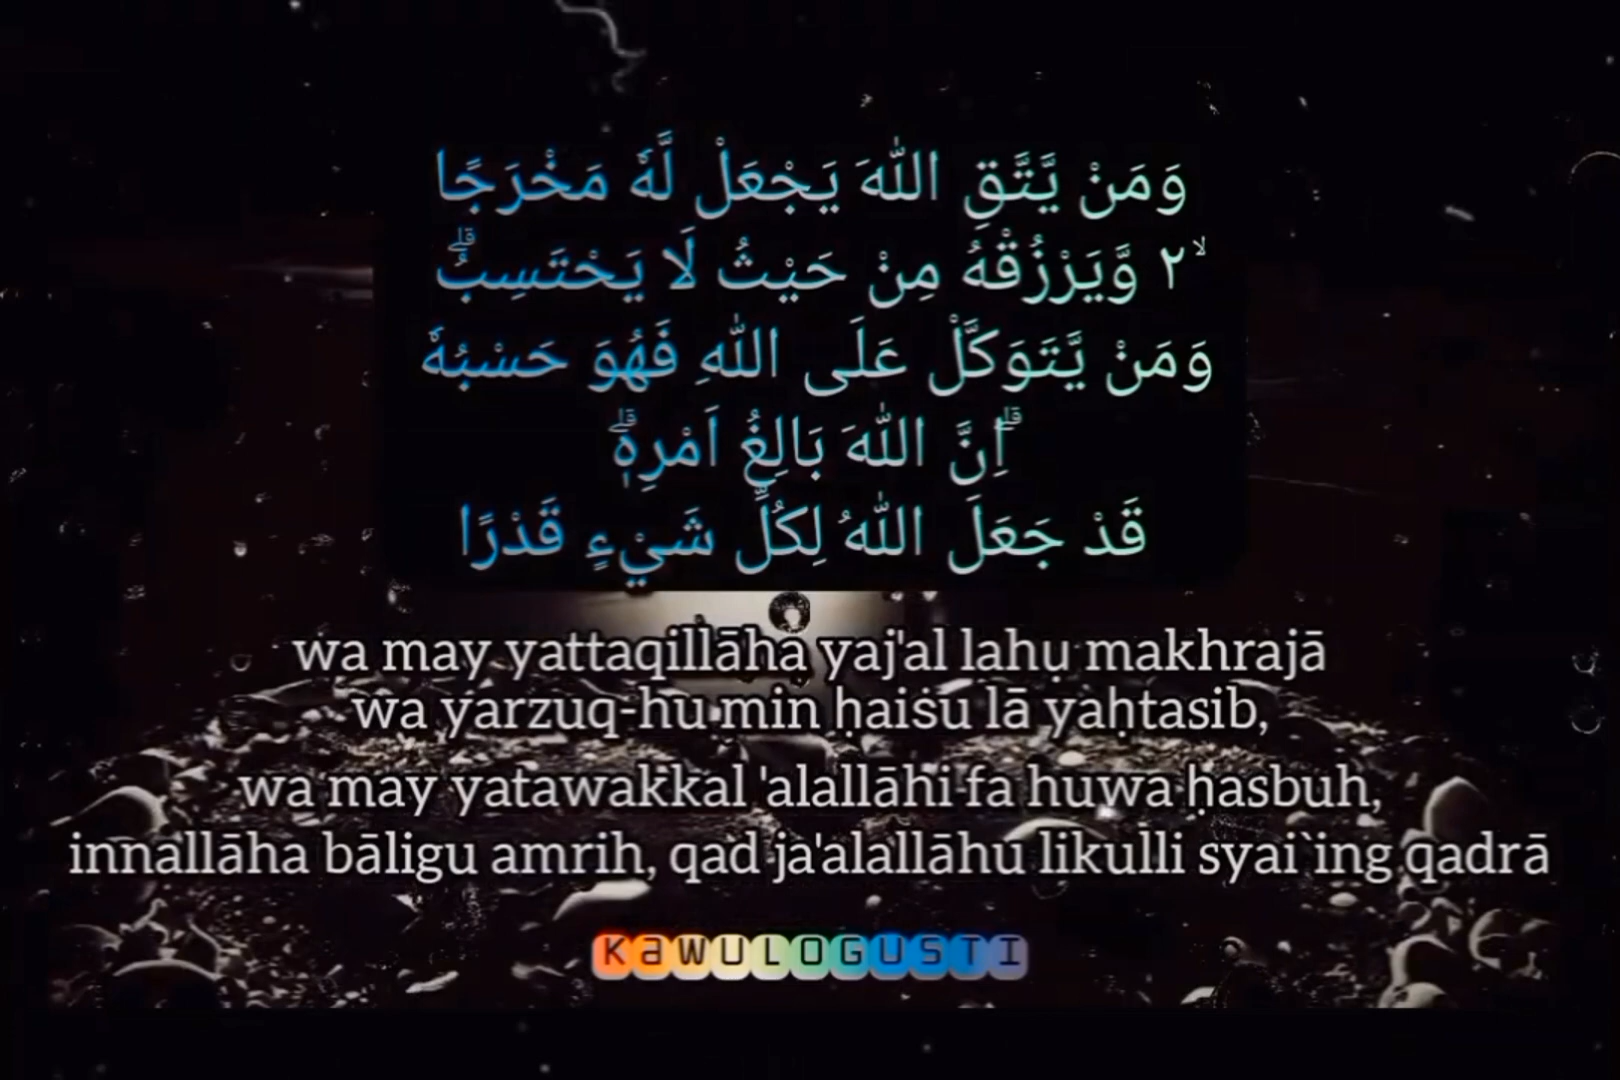 وَمَنْ يَّتَّقِ اللّٰهَ يَجْعَلْ لَّهٗ مَخْرَجًا
ۙ٢ وَّيَرْزُقْهُ مِنْ حَيْثُ لَا يَحْتَسِبُۗ
وَمَنْ يَّتَوَكَّلْ عَلَى اللّٰهِ فَهُوَ حَسْبُهٗ
ۗاِنَّ اللّٰهَ بَالِغُ اَمْرِهٖۗ
قَدْ جَعَلَ اللّٰهُ لِكُلِّ شَيْءٍ قَدْرًا
wa may yattaqillāha yaj'al lahụ makhrajā
wa yarzuq-hu min ḥaiṡu lā yaḥtasib,
wa may yatawakkal 'alallāhi fa huwa ḥasbuh,
innallāha bāligu amrih, qad ja'alallāhu likulli syai`ing qadrā
KaWULOGUSTI